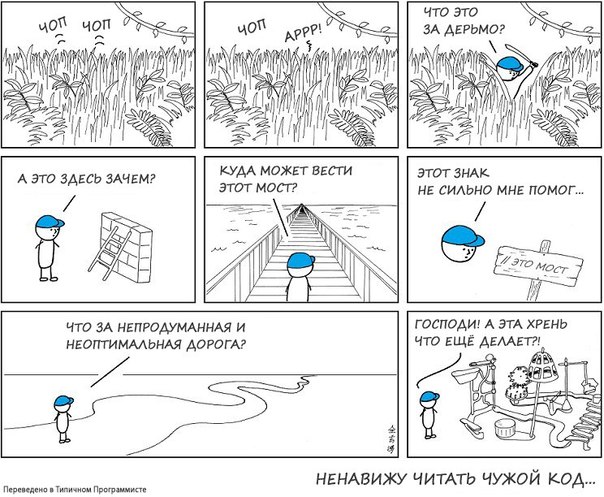 ЧОП
ЧОП
ЧОП
АРРР!
ЧТО ЭТО
ЗА ДЕРЬМО?
А ЭТО ЗДЕСЬ ЗАЧЕМ?
КУДА МОЖЕТ ВЕСТИ
ЭТОТ МОСТ?
ЭТОТ ЗНАК
НЕ СИЛЬНО МНЕ ПОМОГ...
// ЭТО МОСТ
ЧТО ЗА НЕПРОДУМАННАЯ И
НЕОПТИМАЛЬНАЯ ДОРОГА?
ГОСПОДИ! А ЭТА ХРЕНЬ
ЧТО ЕЩЁ ДЕЛАЕТ?!
НЕНАВИЖУ ЧИТАТЬ ЧУЖОЙ КОД...
Переведено в Типичном Программисте